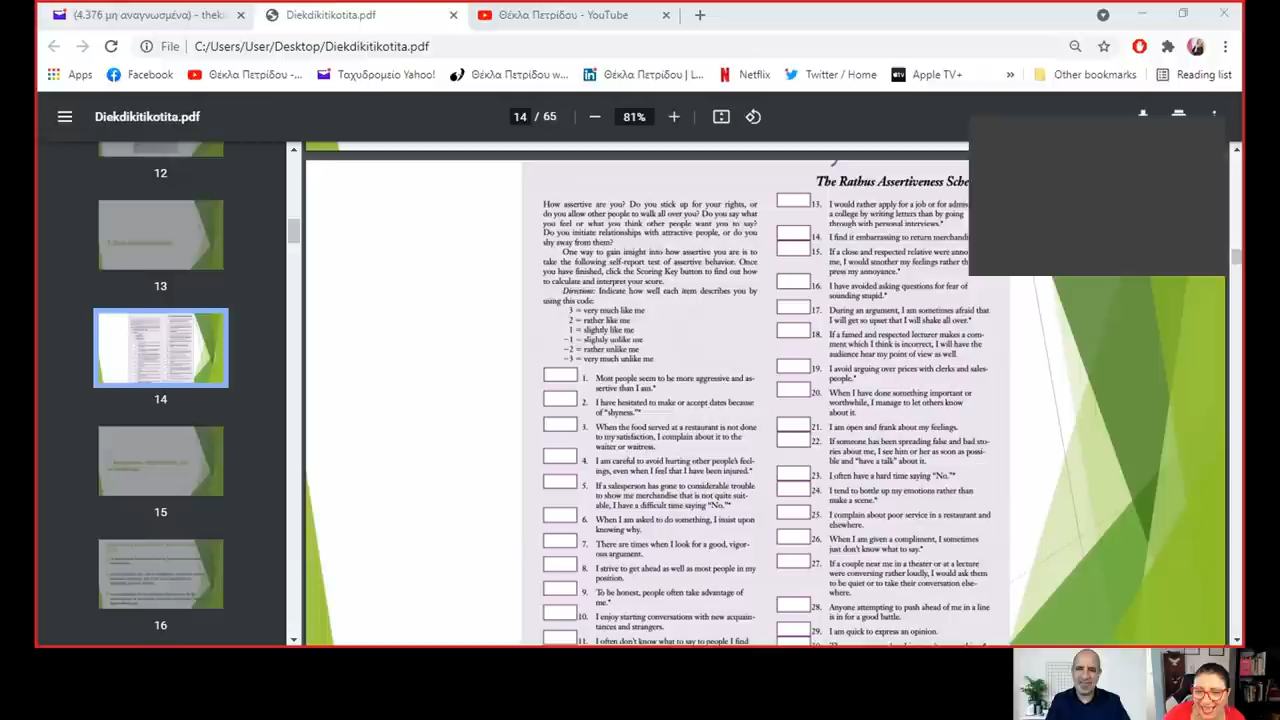 (4.376 μη αναγνωσμένα) - thekl
Diekdikitikotita.pdf
Θέκλα Πετρίδου - YouTube
File
C:/Users/User/Desktop/Diekdikitikotita.pdf
Apps
Facebook
Θέκλα Πετρίδου -...
Ταχυδρομείο Yahoo!
Θέκλα Πετρίδου w...
Θέκλα Πετρίδου | L...
Netflix
Twitter / Home
Apple TV+
»
Other bookmarks
Reading list
Diekdikitikotita.pdf
14 / 65
81%
12
13
14
15
16
The Rathus Assertiveness Sche
How assertive are you? Do you stick up for your rights, or
do you allow other people to walk all over you? Do you say what
you feel or what you think other people want you to say?
Do you initiate relationships with attractive people, or do you
shy away from them?
One way to gain insight into how assertive you are is to
take the following self-report test of assertive behavior. Once
you have finished, click the Scoring Key button to find out how
to calculate and interpret your score.
Directions: Indicate how well each item describes you by
using this code:
3 = very much like me
2 = rather like me
1 = slightly like me
−1 = slightly unlike me
−2 = rather unlike me
−3 = very much unlike me
1. Most people seem to be more aggressive and as-
sertive than I am.*
2. I have hesitated to make or accept dates because
of “shyness.”*
3. When the food served at a restaurant is not done
to my satisfaction, I complain about it to the
waiter or waitress.
4. I am careful to avoid hurting other people’s feel-
ings, even when I feel that I have been injured.*
5. If a salesperson has gone to considerable trouble
to show me merchandise that is not quite suit-
able, I have a difficult time saying “No.”*
6. When I am asked to do something, I insist upon
knowing why.
7. There are times when I look for a good, vigor-
ous argument.
8. I strive to get ahead as well as most people in my
position.
9. To be honest, people often take advantage of
me.*
10. I enjoy starting conversations with new acquain-
tances and strangers.
11. I often don’t know what to say to people I find
13. I would rather apply for a job or for
a college by writing letters than by going
through with personal interviews.*
14. I find it embarrassing to return merchandi
15. If a close and respected relative were anno
me, I would smother my feelings rather th
press my annoyance.*
16. I have avoided asking questions for fear of
sounding stupid.*
17. During an argument, I am sometimes afraid that
I will get so upset that I will shake all over.*
18. If a famed and respected lecturer makes a com-
ment which I think is incorrect, I will have the
audience hear my point of view as well.
19. I avoid arguing over prices with clerks and sales-
people.*
20. When I have done something important or
worthwhile, I manage to let others know
about it.
21. I am open and frank about my feelings.
22. If someone has been spreading false and bad sto-
ries about me, I see him or her as soon as possi-
ble and “have a talk” about it.
23. I often have a hard time saying “No.”*
24. I tend to bottle up my emotions rather than
make a scene.*
25. I complain about poor service in a restaurant and
elsewhere.
26. When I am given a compliment, I sometimes
just don’t know what to say.*
27. If a couple near me in a theater or at a lecture
were conversing rather loudly, I would ask them
to be quiet or to take their conversation else-
where.
28. Anyone attempting to push ahead of me in a line
is in for a good battle.
29. I am quick to express an opinion.